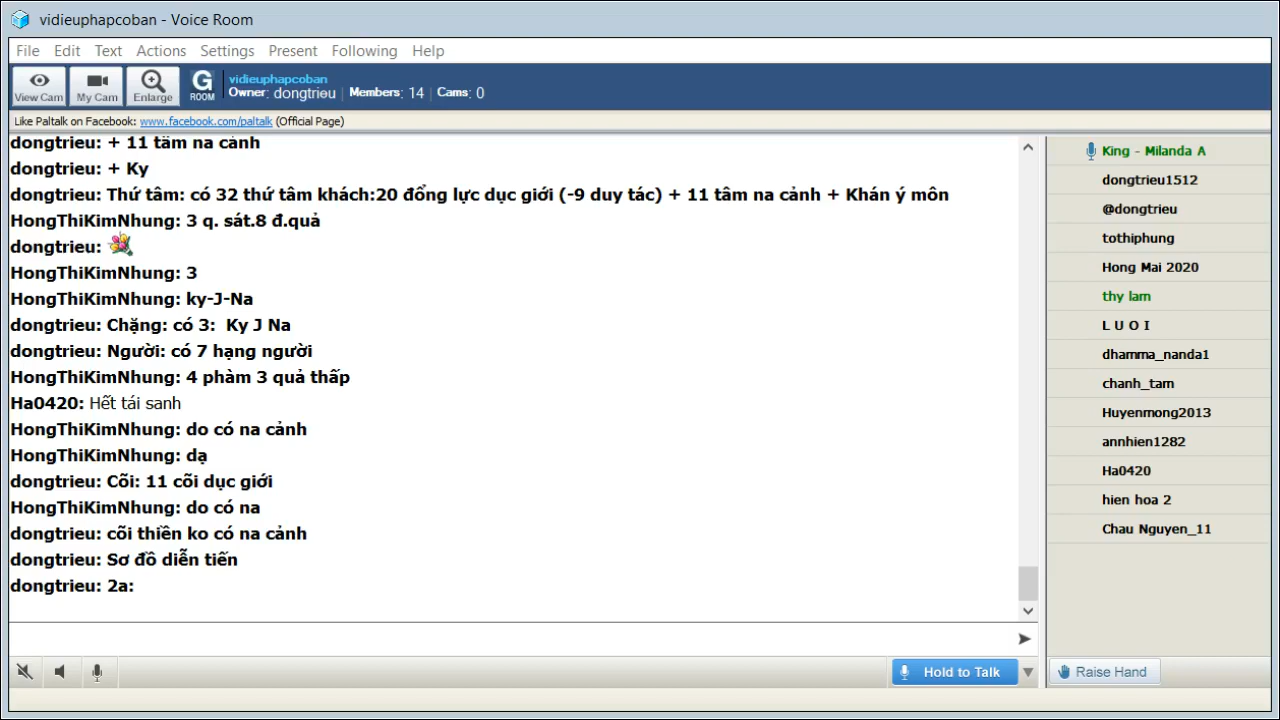 vidieuphapcoban - Voice Room
File Edit Text Actions Settings Present Following Help
View Cam My Cam Enlarge G ROOM vidieuphapcoban
Owner: dongtrieu | Members: 14 | Cams: 0
Like Paltalk on Facebook: www.facebook.com/paltalk (Official Page)
dongtrieu: + 11 tâm na cảnh
dongtrieu: + Ky
dongtrieu: Thứ tâm: có 32 thứ tâm khách:20 đổng lực dục giới (-9 duy tác) + 11 tâm na cảnh + Khán ý môn
HongThiKimNhung: 3 q. sát.8 đ.quả
dongtrieu:
HongThiKimNhung: 3
HongThiKimNhung: ky-J-Na
dongtrieu: Chặng: có 3: Ky J Na
dongtrieu: Người: có 7 hạng người
HongThiKimNhung: 4 phàm 3 quả thấp
Ha0420: Hết tái sanh
HongThiKimNhung: do có na cảnh
HongThiKimNhung: dạ
dongtrieu: Cõi: 11 cõi dục giới
HongThiKimNhung: do có na
dongtrieu: cõi thiền ko có na cảnh
dongtrieu: Sơ đồ diễn tiến
dongtrieu: 2a:
King - Milanda A
dongtrieu1512
@dongtrieu
tothiphung
Hong Mai 2020
thy lam
L U O I
dhamma_nanda1
chanh_tam
Huyenmong2013
annhien1282
Ha0420
hien hoa 2
Chau Nguyen_11
Hold to Talk
Raise Hand